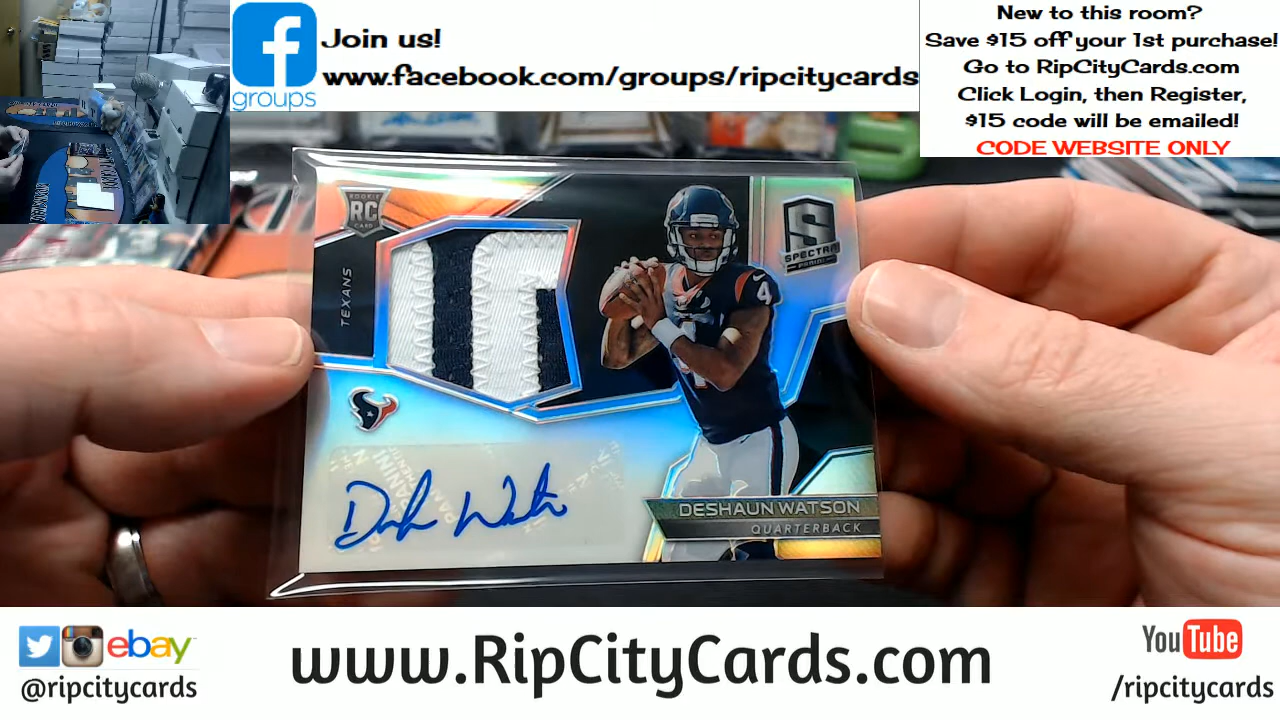 f
groups
Join us!
www.facebook.com/groups/ripcitycards
New to this room?
Save $15 off your 1st purchase!
Go to RipCityCards.com
Click Login, then Register,
$15 code will be emailed!
CODE WEBSITE ONLY
ROOKIE
RC
CARD
TEXANS
S
SPECTRA
PANINI
4
DESHAUN WATSON
QUARTERBACK
ebay
@ripcitycards
www.RipCityCards.com
YouTube
/ripcitycards